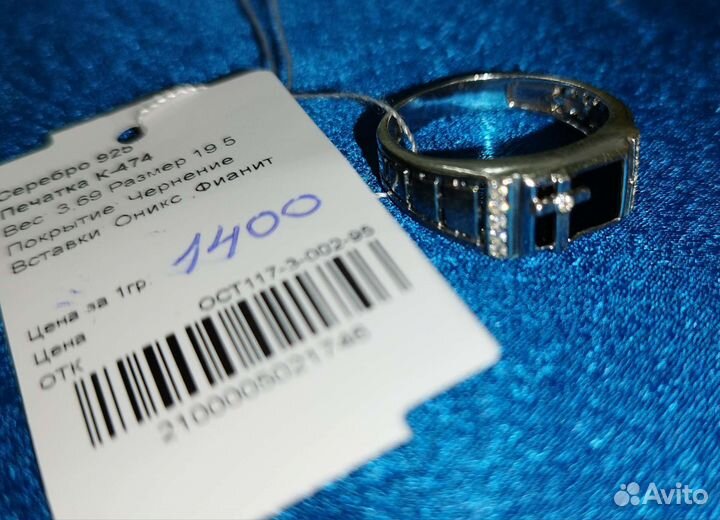 Серебро 925
Печатка К-474
Вес 3.69 Размер 19 5
Покрытие Чернение
Вставки Оникс Фианит
1400
Цена за 1гр
Цена
ОТК
ОСТ117-3-002-95
2100005021746
Avito